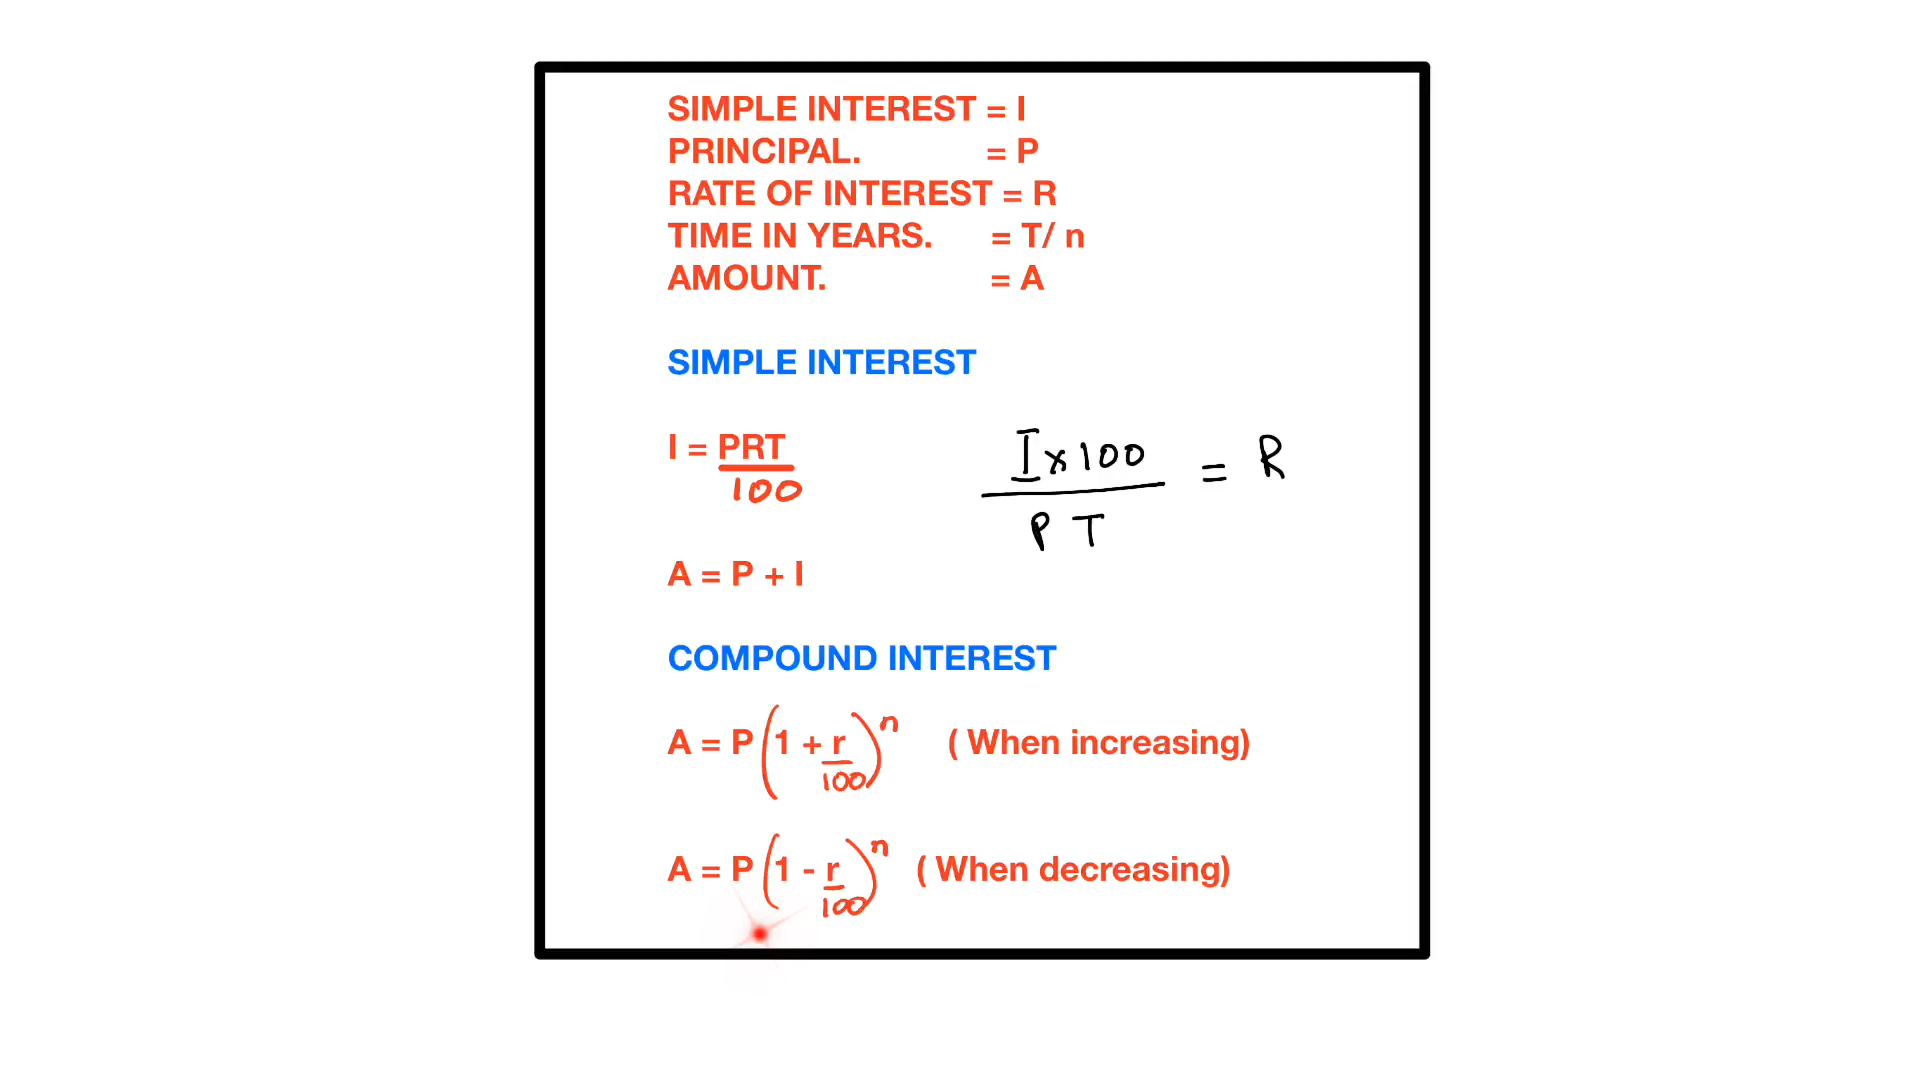 SIMPLE INTEREST = I
PRINCIPAL. = P
RATE OF INTEREST = R
TIME IN YEARS. = T/ n
AMOUNT. = A
SIMPLE INTEREST
I = PRT
100
I x 100
P T
= R
A = P + I
COMPOUND INTEREST
A = P(1 + r/100)^n ( When increasing)
A = P(1 - r/100)^n ( When decreasing)